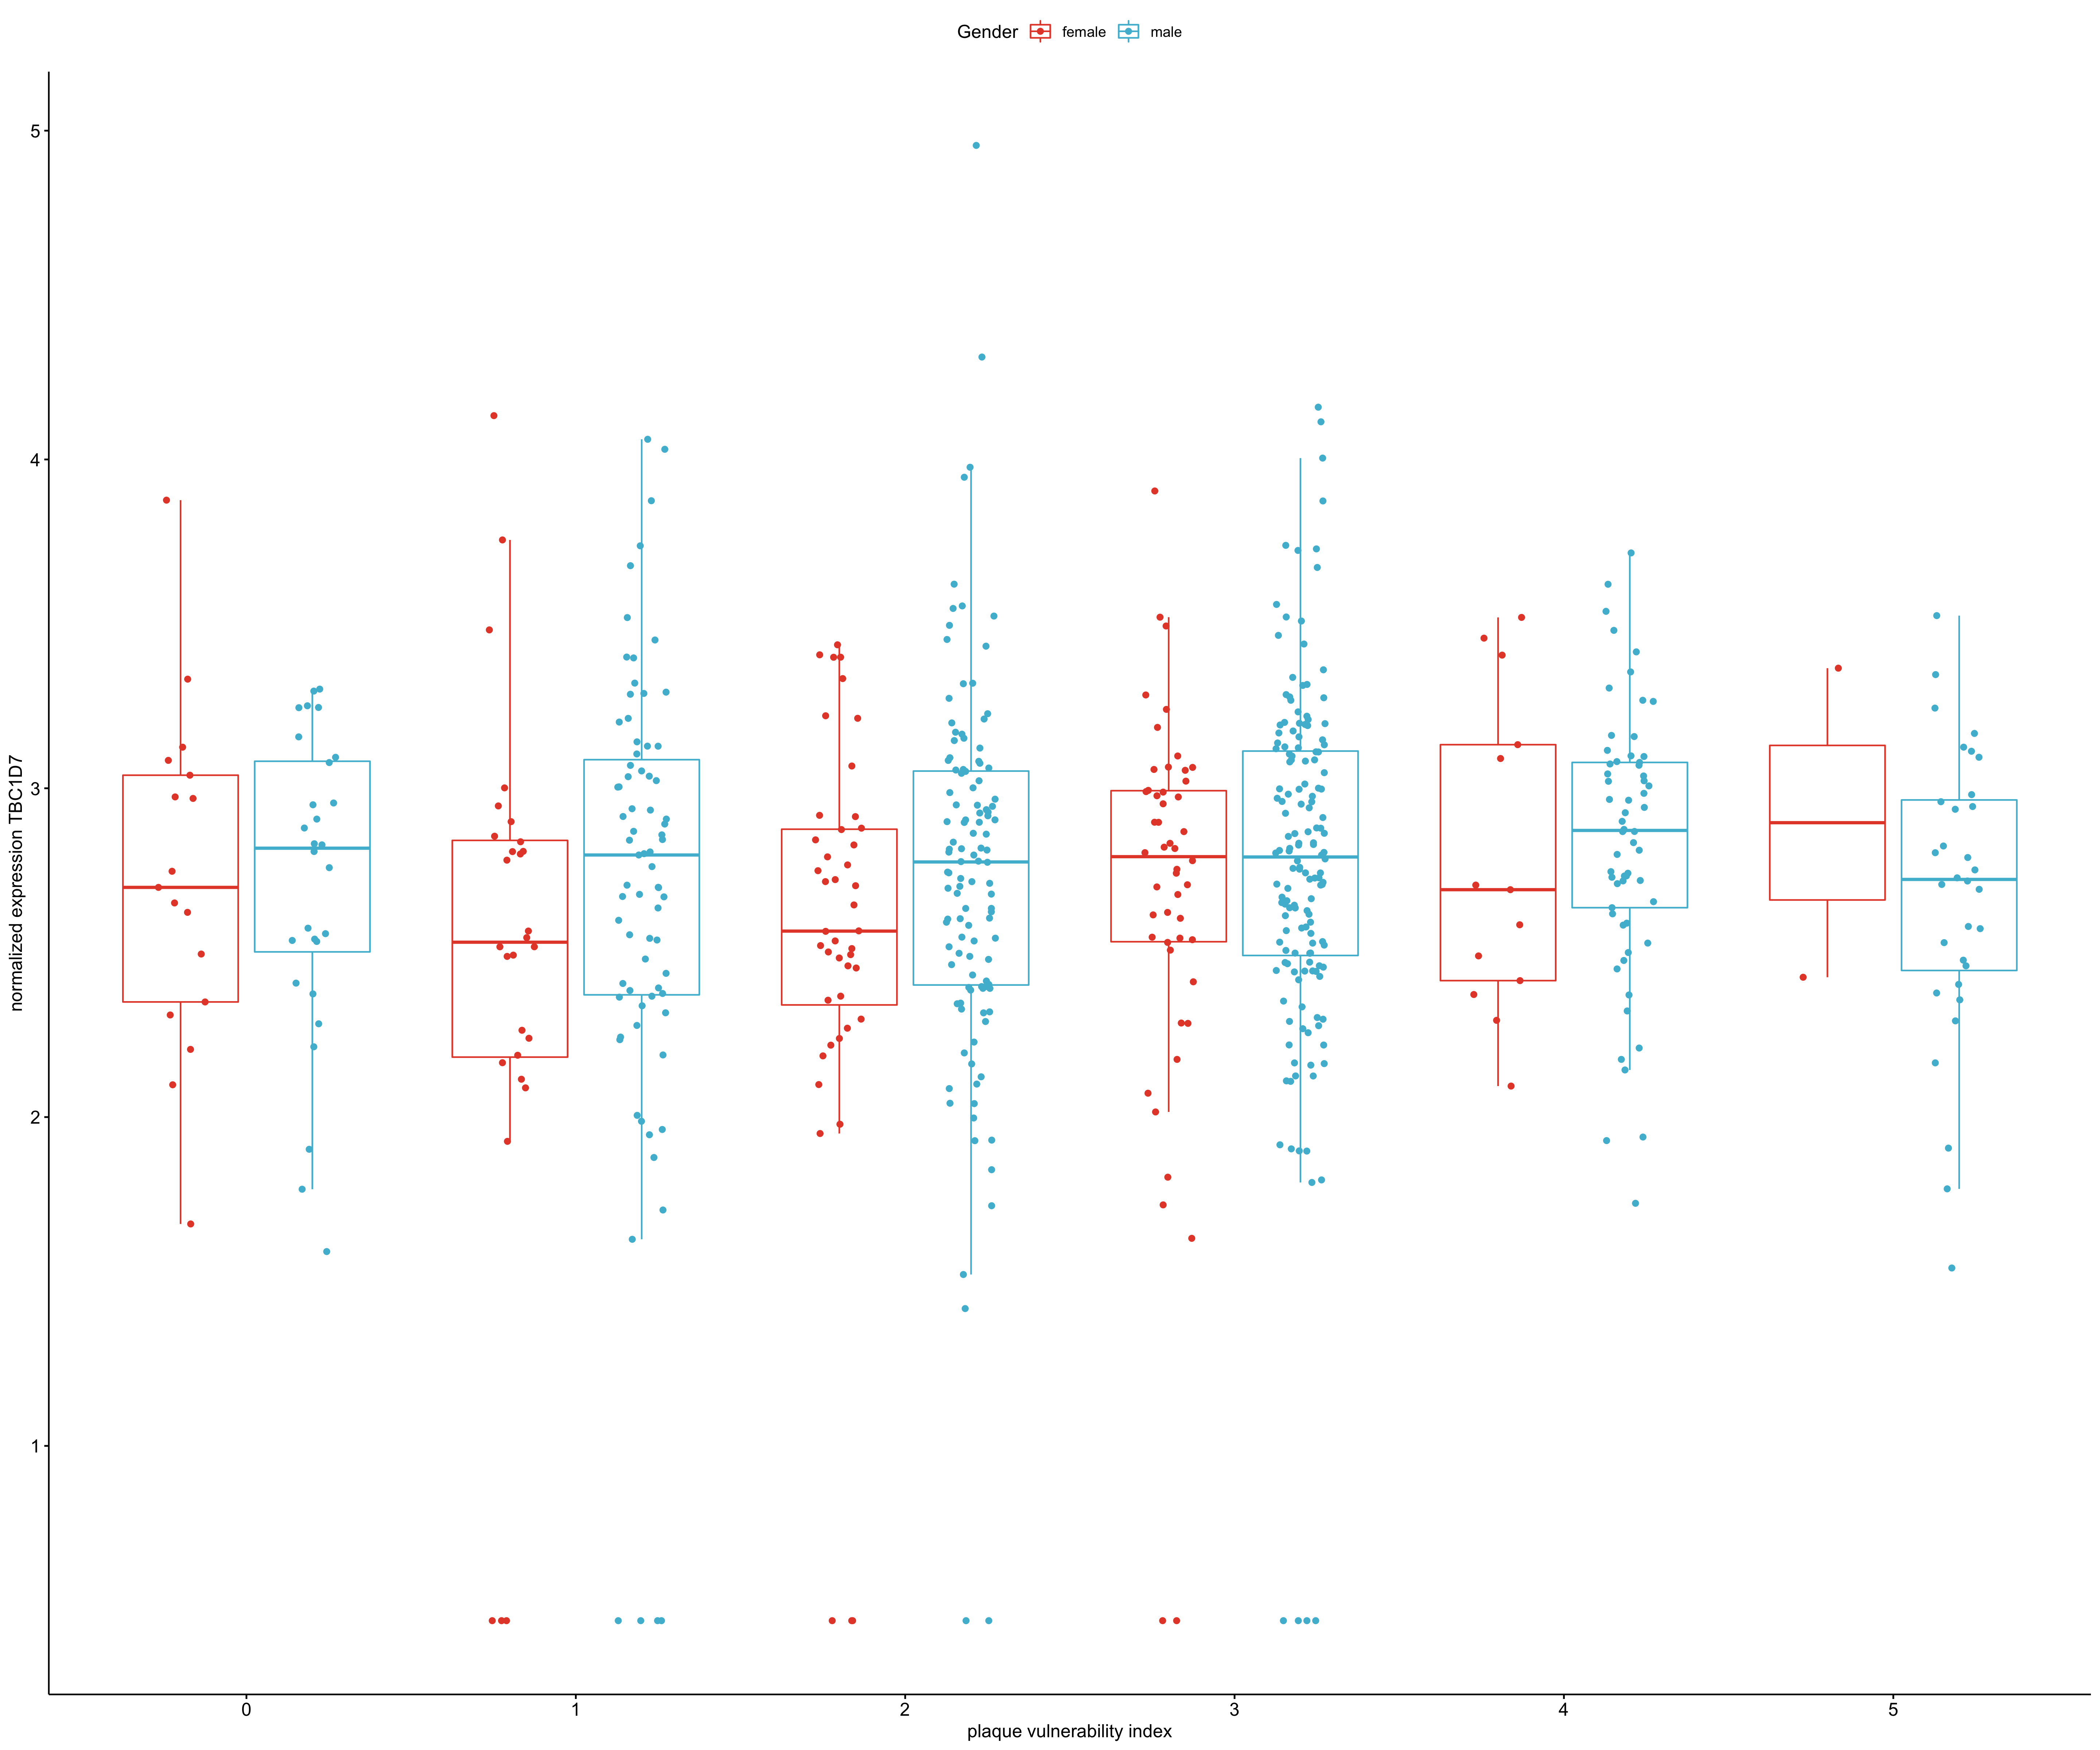 Gender female male
5
4
3
2
1
normalized expression TBC1D7
0 1 2 3 4 5
plaque vulnerability index